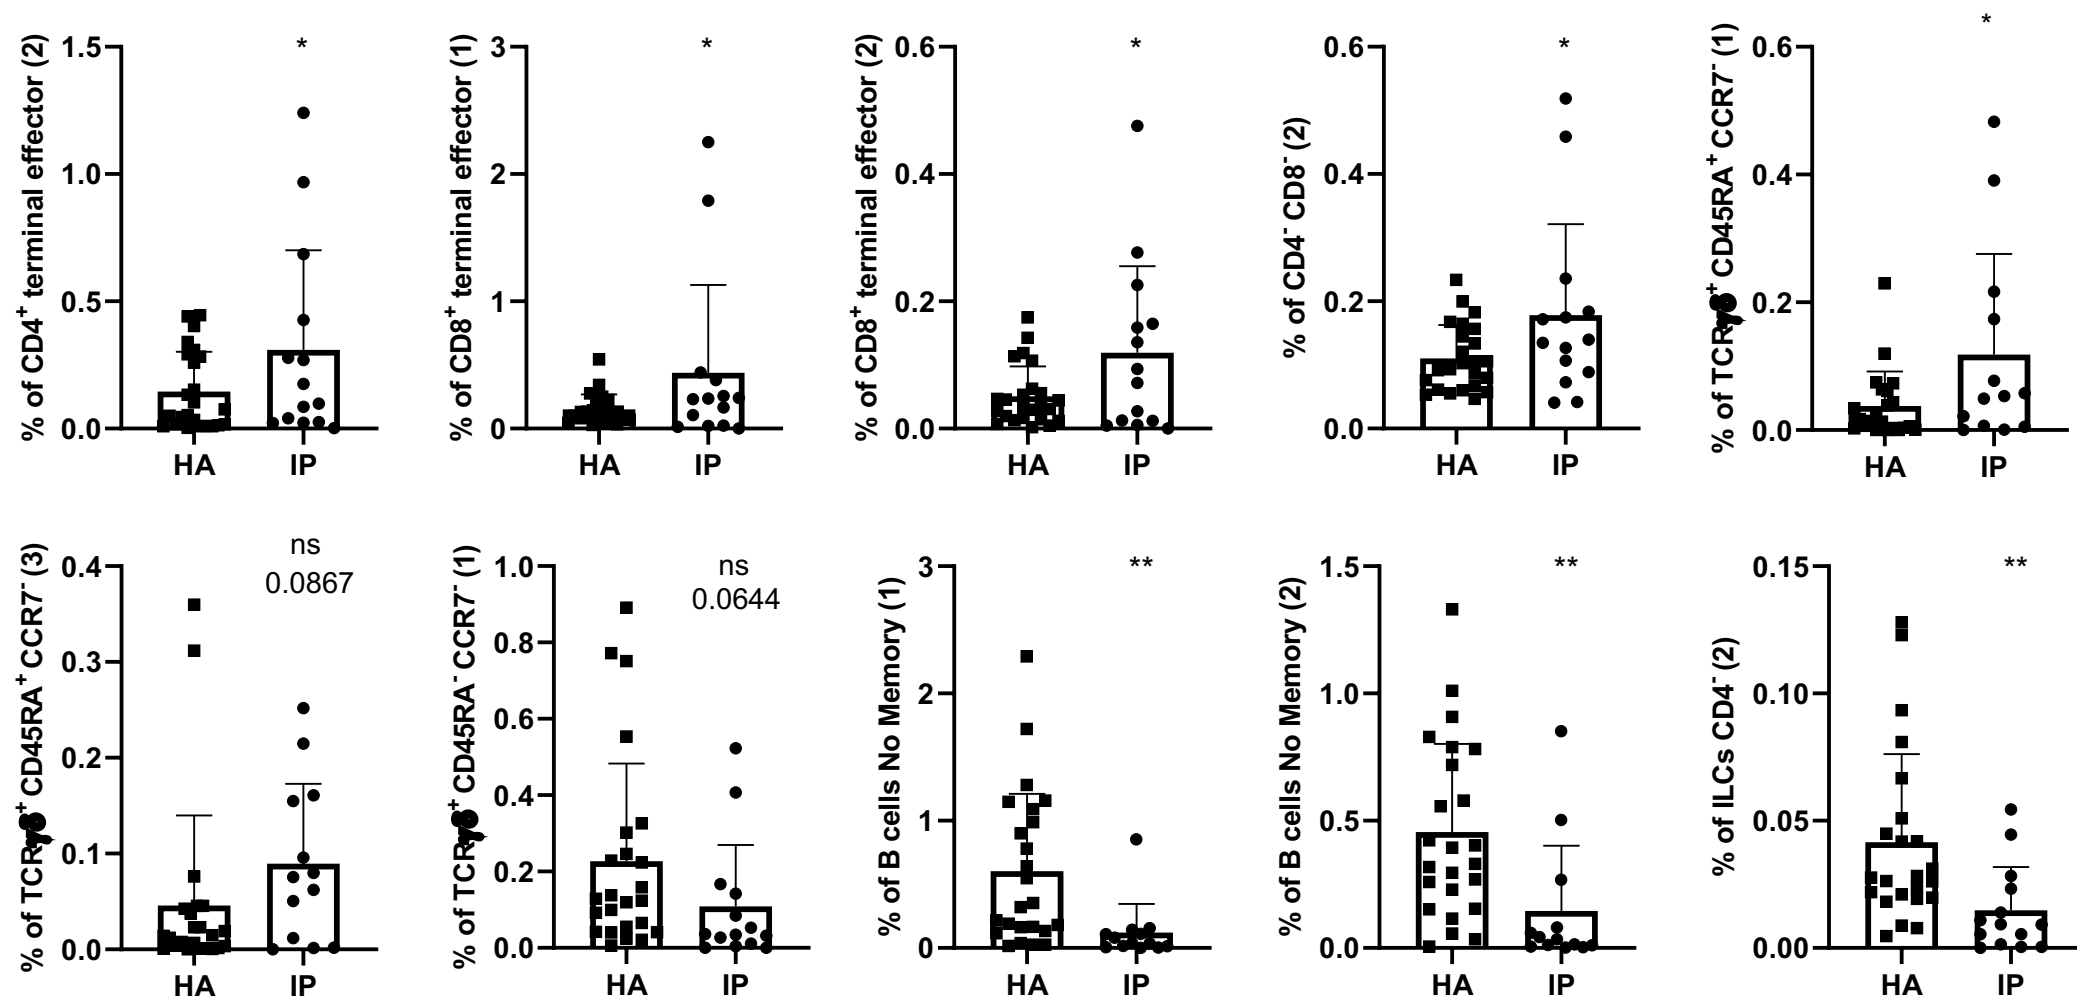 % of CD4+ terminal effector (2)
1.5
1.0
0.5
0.0
*
HA IP
% of CD8+ terminal effector (1)
3
2
1
0
*
HA IP
% of CD8+ terminal effector (2)
0.6
0.4
0.2
0.0
*
HA IP
% of CD4- CD8- (2)
0.6
0.4
0.2
0.0
*
HA IP
% of TCRγδ+ CD45RA+ CCR7- (1)
0.6
0.4
0.2
0.0
*
HA IP
% of TCRγδ+ CD45RA+ CCR7- (3)
0.4
0.3
0.2
0.1
0.0
ns
0.0867
HA IP
% of TCRγδ+ CD45RA- CCR7- (1)
1.0
0.8
0.6
0.4
0.2
0.0
ns
0.0644
HA IP
% of B cells No Memory (1)
3
2
1
0
**
HA IP
% of B cells No Memory (2)
1.5
1.0
0.5
0.0
**
HA IP
% of ILCs CD4- (2)
0.15
0.10
0.05
0.00
**
HA IP